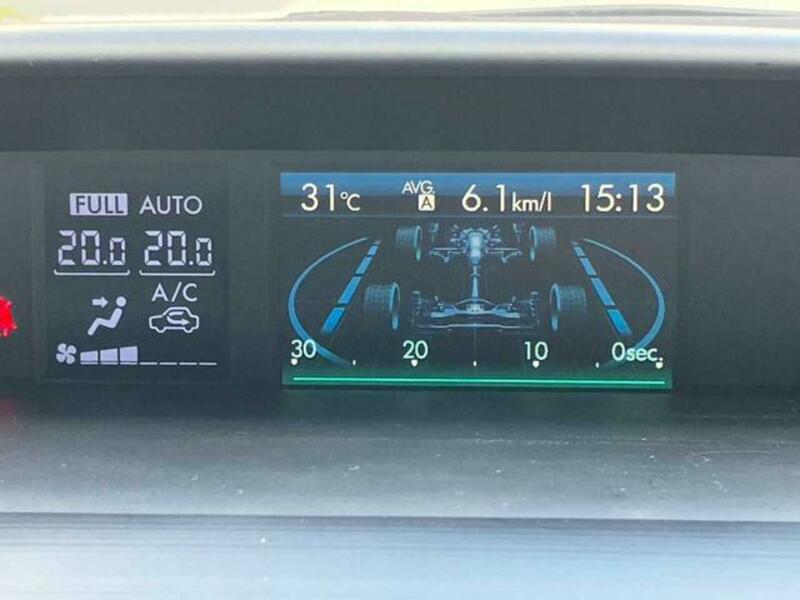 FULL AUTO
20.0 20.0
A/C
31°C AVG. A 6.1km/l 15:13
30 20 10 0sec.